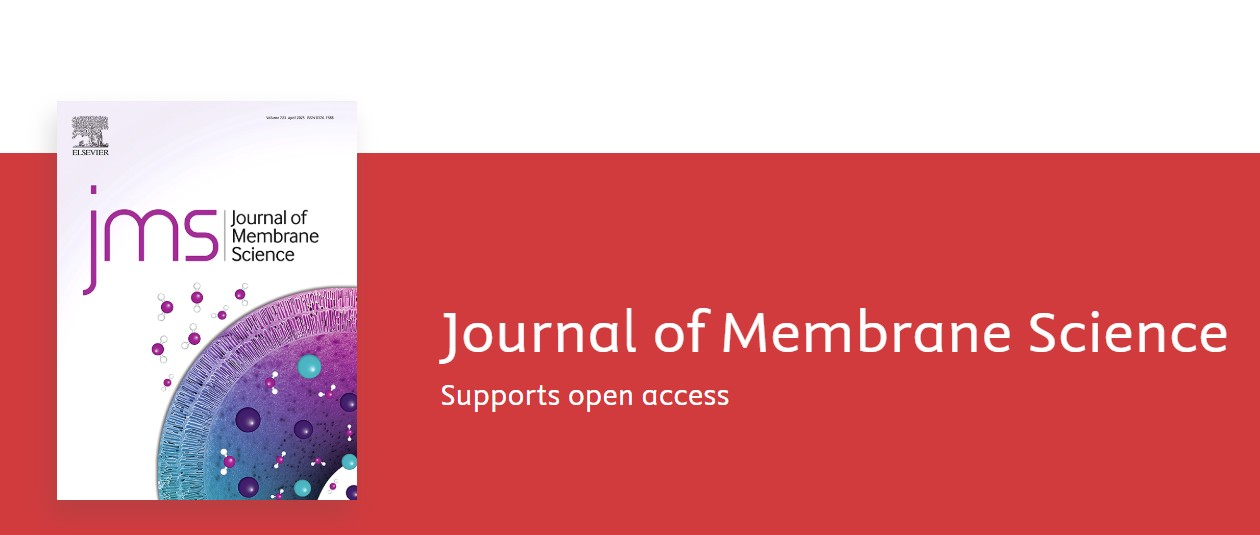 ELSEVIER
jms
Journal of
Membrane
Science
Journal of Membrane Science
Supports open access